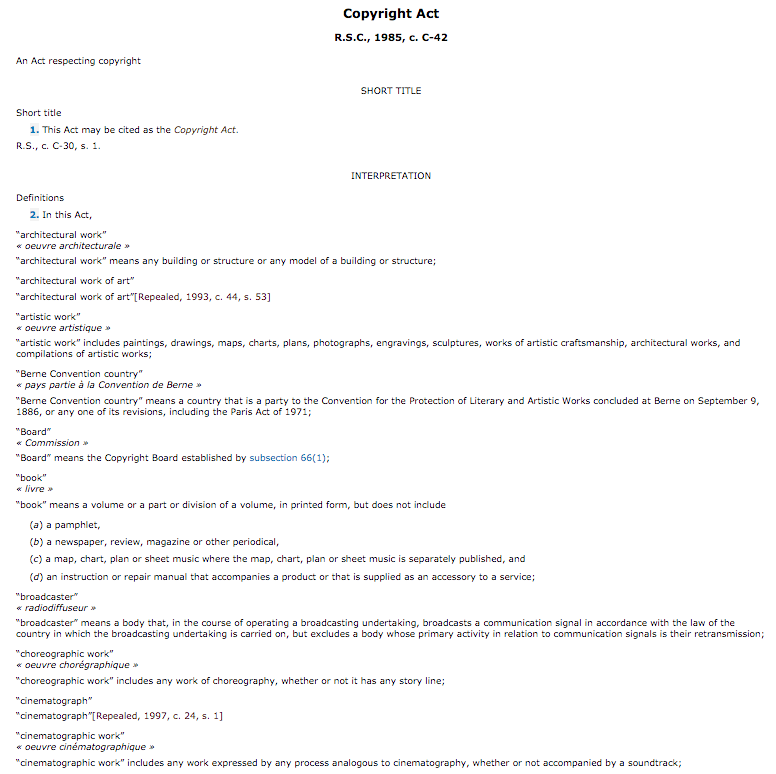 Copyright Act
R.S.C., 1985, c. C-42
An Act respecting copyright
SHORT TITLE
Short title
1. This Act may be cited as the Copyright Act.
R.S., c. C-30, s. 1.
INTERPRETATION
Definitions
2. In this Act,
“architectural work”
« oeuvre architecturale »
“architectural work” means any building or structure or any model of a building or structure;
“architectural work of art”
“architectural work of art”[Repealed, 1993, c. 44, s. 53]
“artistic work”
« oeuvre artistique »
“artistic work” includes paintings, drawings, maps, charts, plans, photographs, engravings, sculptures, works of artistic craftsmanship, architectural works, and
compilations of artistic works;
“Berne Convention country”
« pays partie à la Convention de Berne »
“Berne Convention country” means a country that is a party to the Convention for the Protection of Literary and Artistic Works concluded at Berne on September 9,
1886, or any one of its revisions, including the Paris Act of 1971;
“Board”
« Commission »
“Board” means the Copyright Board established by subsection 66(1);
“book”
« livre »
“book” means a volume or a part or division of a volume, in printed form, but does not include
(a) a pamphlet,
(b) a newspaper, review, magazine or other periodical,
(c) a map, chart, plan or sheet music where the map, chart, plan or sheet music is separately published, and
(d) an instruction or repair manual that accompanies a product or that is supplied as an accessory to a service;
“broadcaster”
« radiodiffuseur »
“broadcaster” means a body that, in the course of operating a broadcasting undertaking, broadcasts a communication signal in accordance with the law of the
country in which the broadcasting undertaking is carried on, but excludes a body whose primary activity in relation to communication signals is their retransmission;
“choreographic work”
« oeuvre chorégraphique »
“choreographic work” includes any work of choreography, whether or not it has any story line;
“cinematograph”
“cinematograph”[Repealed, 1997, c. 24, s. 1]
“cinematographic work”
« oeuvre cinématographique »
“cinematographic work” includes any work expressed by any process analogous to cinematography, whether or not accompanied by a soundtrack;